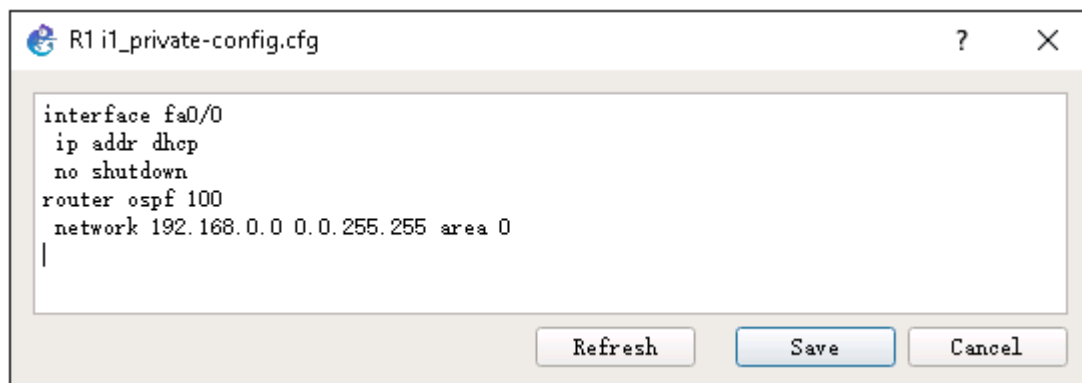 R1 i1_private-config.cfg
?
interface fa0/0
 ip addr dhcp
 no shutdown
router ospf 100
 network 192.168.0.0 0.0.255.255 area 0
Refresh
Save
Cancel